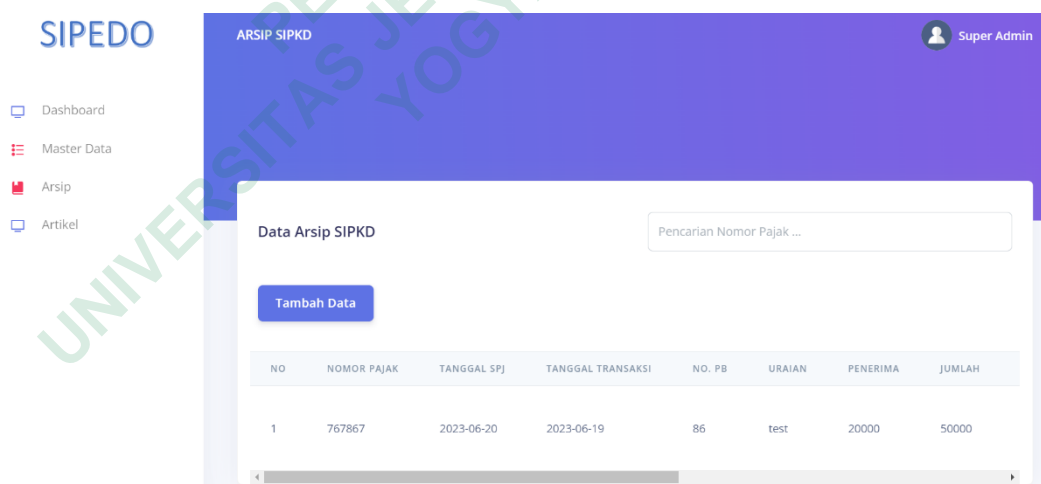 SIPEDO
ARSIP SIPKD
Super Admin
Dashboard
Master Data
Arsip
Artikel
Data Arsip SIPKD
Pencarian Nomor Pajak ...
Tambah Data
NO NOMOR PAJAK TANGGAL SPJ TANGGAL TRANSAKSI NO. PB URAIAN PENERIMA JUMLAH
1 767867 2023-06-20 2023-06-19 86 test 20000 50000
UNIVERSITAS